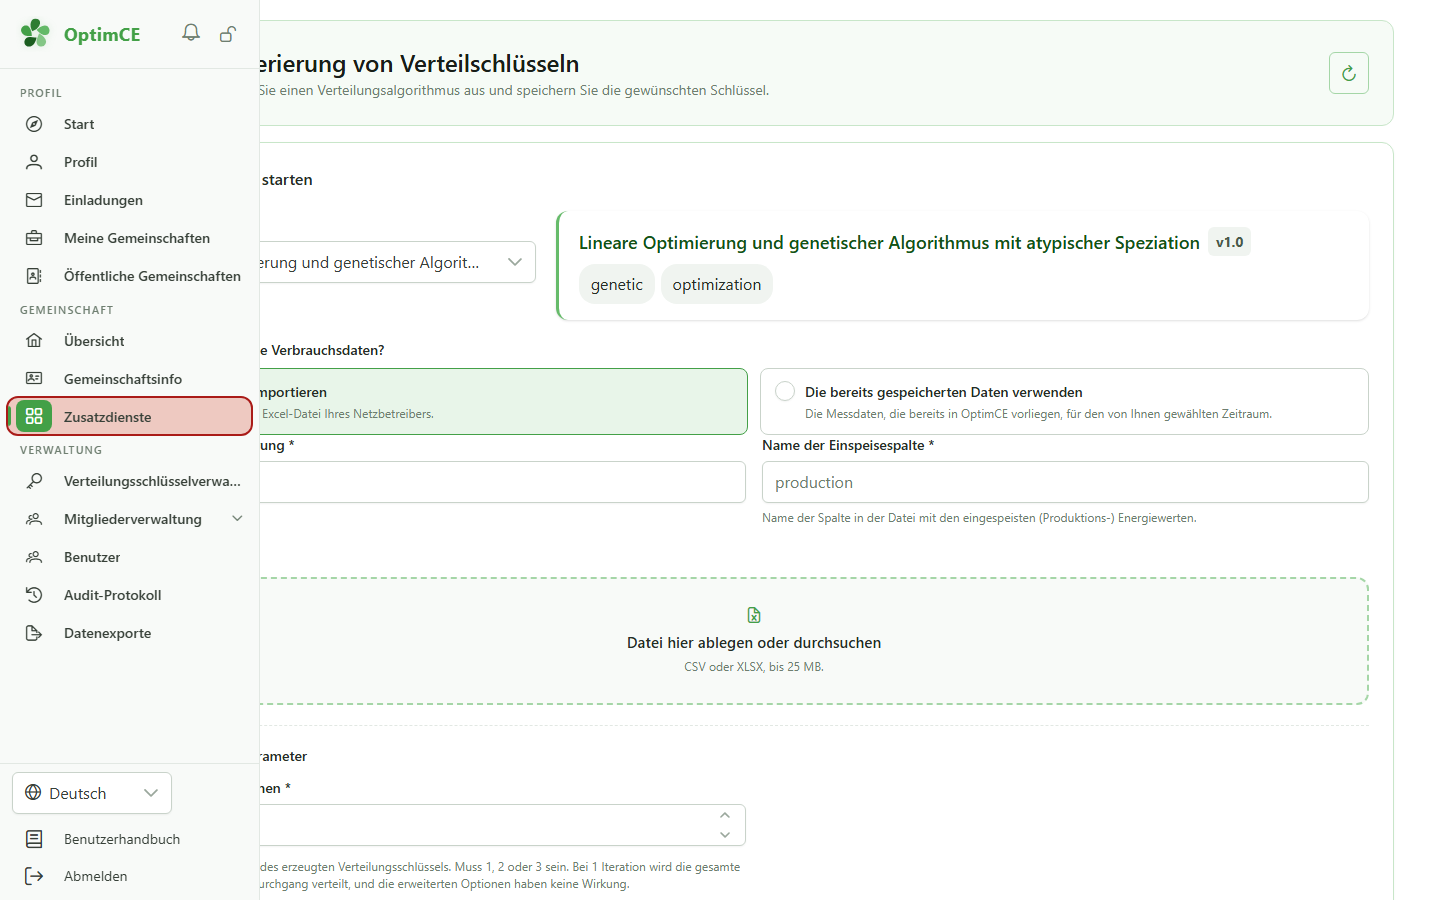 OptimCE
PROFIL
Start
Profil
Einladungen
Meine Gemeinschaften
Öffentliche Gemeinschaften
GEMEINSCHAFT
Übersicht
Gemeinschaftsinfo
Zusatzdienste
VERWALTUNG
Verteilungsschlüsselverwa...
Mitgliederverwaltung
Benutzer
Audit-Protokoll
Datenexporte
Deutsch
Benutzerhandbuch
Abmelden
erierung von Verteilschlüsseln
Sie einen Verteilungsalgorithmus aus und speichern Sie die gewünschten Schlüssel.
starten
erung und genetischer Algorit...
Lineare Optimierung und genetischer Algorithmus mit atypischer Speziation v1.0
genetic optimization
e Verbrauchsdaten?
mportieren
Excel-Datei Ihres Netzbetreibers.
Die bereits gespeicherten Daten verwenden
Die Messdaten, die bereits in OptimCE vorliegen, für den von Ihnen gewählten Zeitraum.
ung *
Name der Einspeisespalte *
production
Name der Spalte in der Datei mit den eingespeisten (Produktions-) Energiewerten.
Datei hier ablegen oder durchsuchen
CSV oder XLSX, bis 25 MB.
rameter
nen *
des erzeugten Verteilungsschlüssels. Muss 1, 2 oder 3 sein. Bei 1 Iteration wird die gesamte
urchgang verteilt, und die erweiterten Optionen haben keine Wirkung.